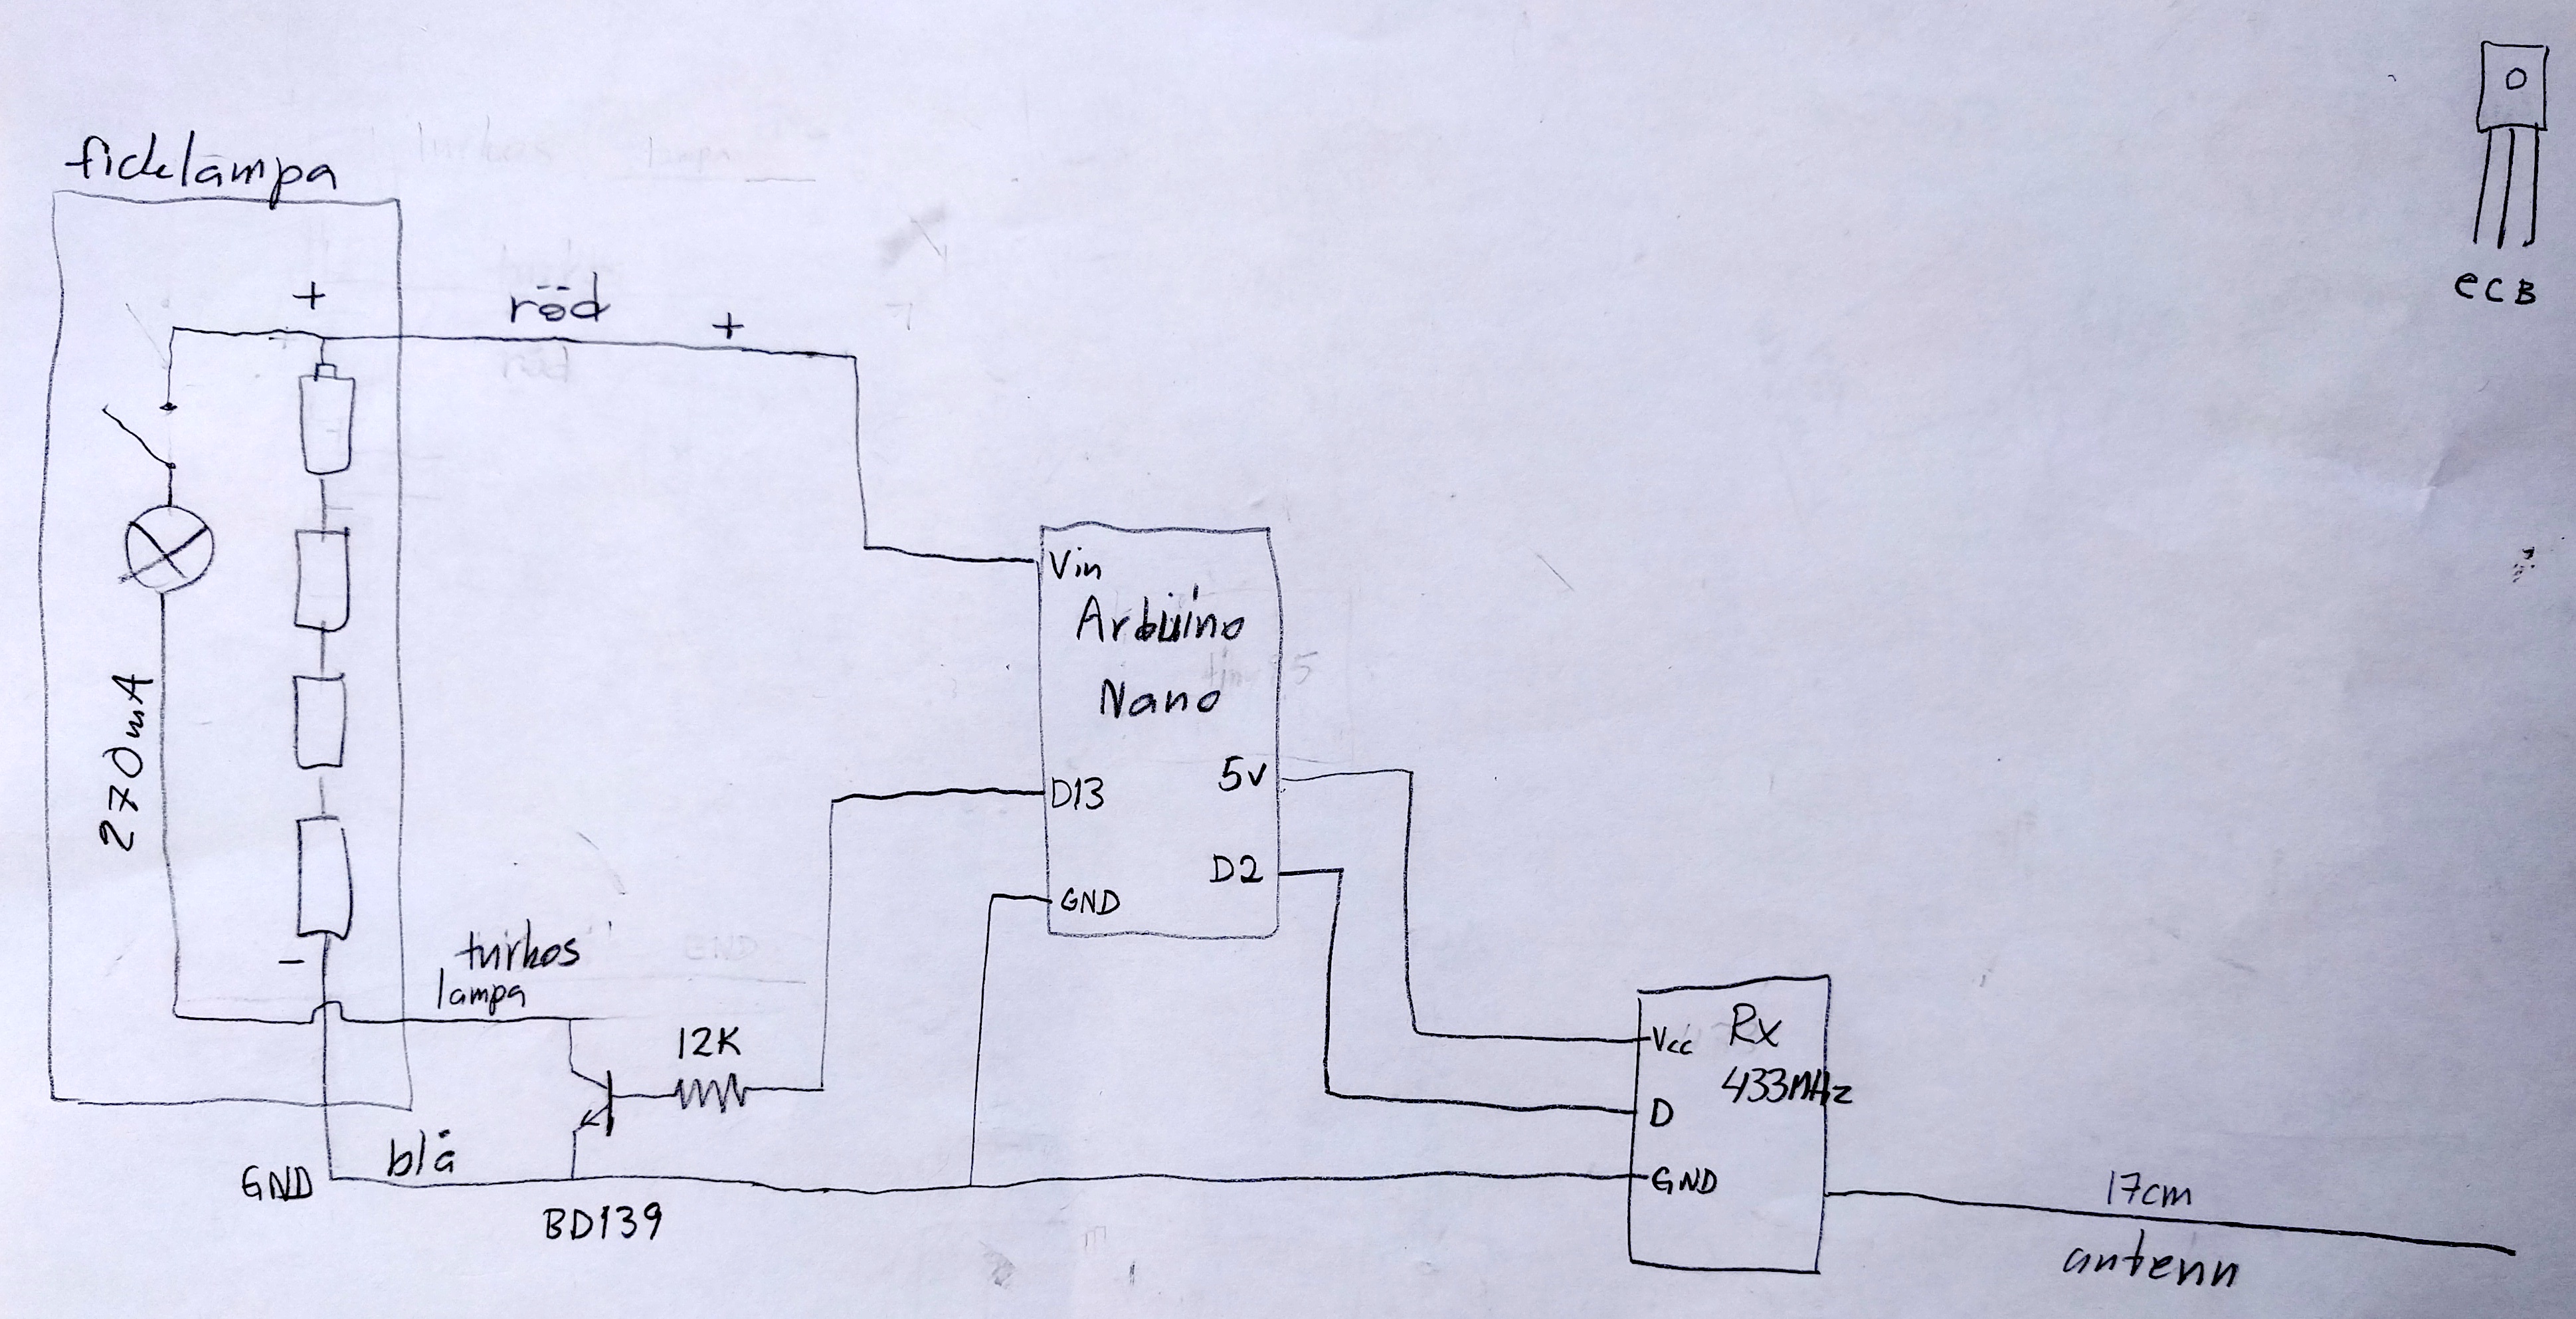 ficklampa
+
röd
+
e c B
Vin
Arduino
Nano
270mA
5v
D13
D2
GND
-
turkos
lampa
12K
Rx
Vcc
433MHz
D
blå
GND
GND
17cm
BD139
antenn